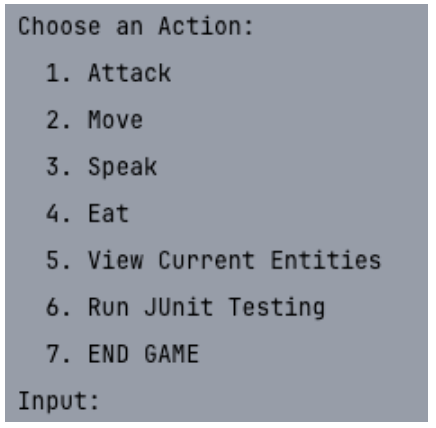 Choose an Action:
1. Attack
2. Move
3. Speak
4. Eat
5. View Current Entities
6. Run JUnit Testing
7. END GAME
Input: